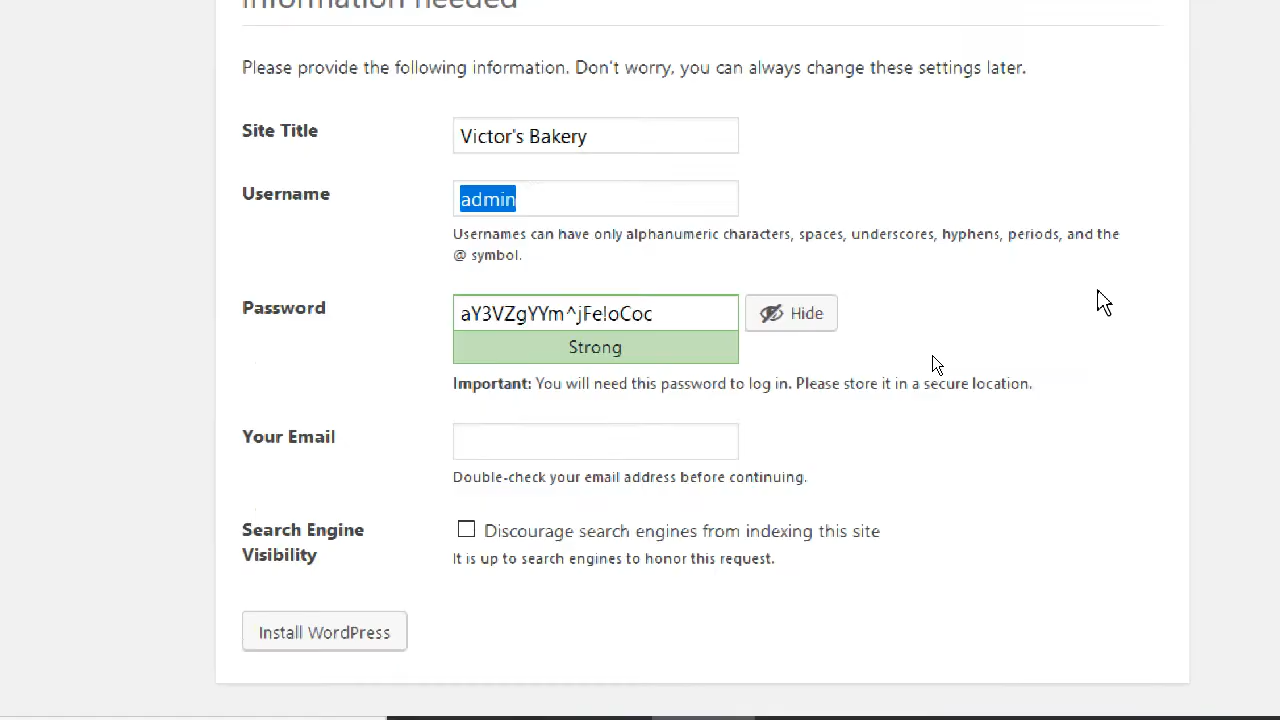 Information needed
Please provide the following information. Don't worry, you can always change these settings later.
Site Title
Victor's Bakery
Username
admin
Usernames can have only alphanumeric characters, spaces, underscores, hyphens, periods, and the
@ symbol.
Password
aY3VZgYYm^jFe!oCoc
Hide
Strong
Important: You will need this password to log in. Please store it in a secure location.
Your Email
Double-check your email address before continuing.
Search Engine
Visibility
Discourage search engines from indexing this site
It is up to search engines to honor this request.
Install WordPress